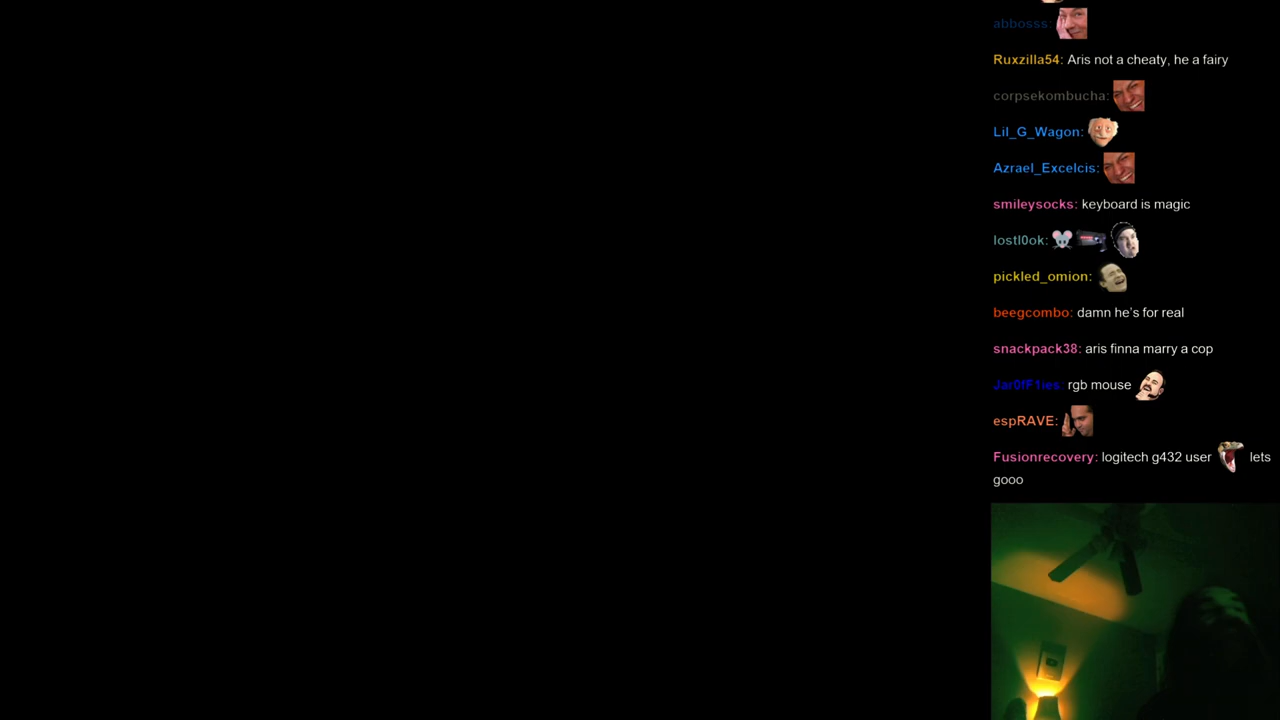 abbosss:
Ruxzilla54: Aris not a cheaty, he a fairy
corpsekombucha:
Lil_G_Wagon:
Azrael_Excelcis:
smileysocks: keyboard is magic
lostl0ok:
pickled_omion:
beegcombo: damn he's for real
snackpack38: aris finna marry a cop
Jar0fF1ies: rgb mouse
espRAVE:
Fusionrecovery: logitech g432 user lets
gooo